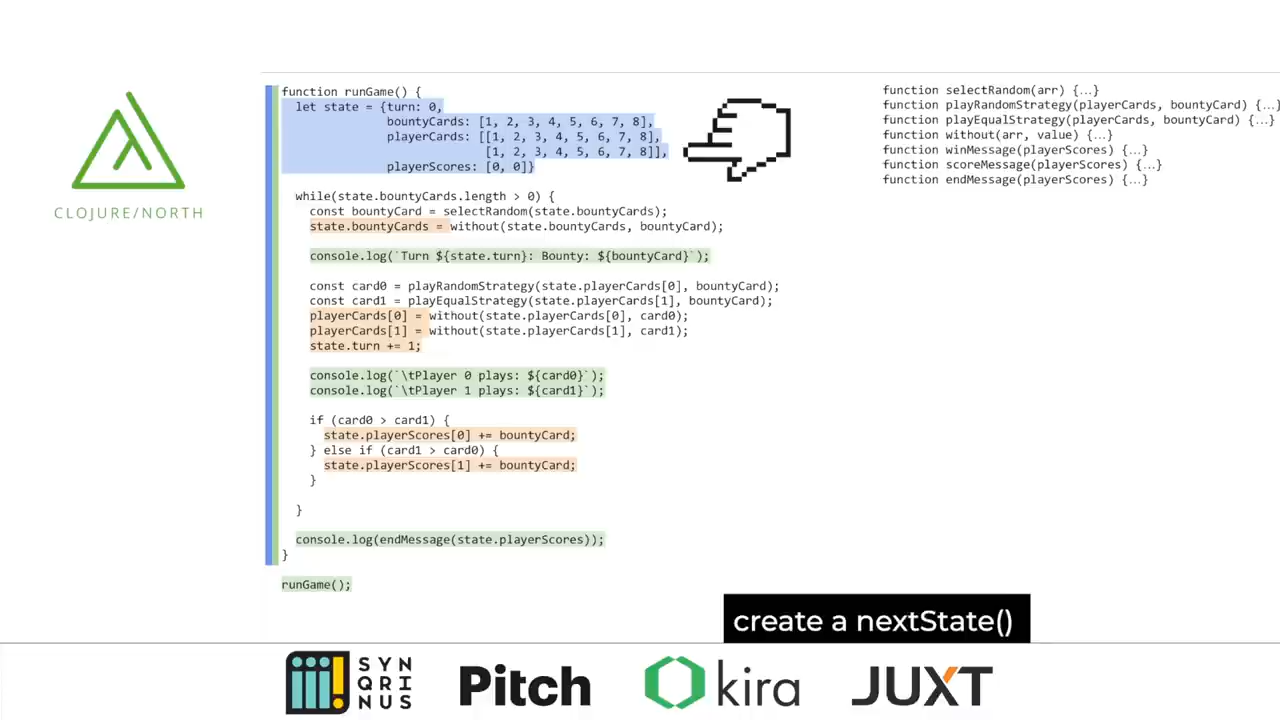 CLOJURE/NORTH
function runGame() {
let state = {turn: 0,
bountyCards: [1, 2, 3, 4, 5, 6, 7, 8],
playerCards: [[1, 2, 3, 4, 5, 6, 7, 8],
[1, 2, 3, 4, 5, 6, 7, 8]],
playerScores: [0, 0]}
while(state.bountyCards.length > 0) {
const bountyCard = selectRandom(state.bountyCards);
state.bountyCards = without(state.bountyCards, bountyCard);
console.log(`Turn ${state.turn}: Bounty: ${bountyCard}`);
const card0 = playRandomStrategy(state.playerCards[0], bountyCard);
const card1 = playEqualStrategy(state.playerCards[1], bountyCard);
playerCards[0] = without(state.playerCards[0], card0);
playerCards[1] = without(state.playerCards[1], card1);
state.turn += 1;
console.log(`\tPlayer 0 plays: ${card0}`);
console.log(`\tPlayer 1 plays: ${card1}`);
if (card0 > card1) {
state.playerScores[0] += bountyCard;
} else if (card1 > card0) {
state.playerScores[1] += bountyCard;
}
}
console.log(endMessage(state.playerScores));
}
runGame();
function selectRandom(arr) {…}
function playRandomStrategy(playerCards, bountyCard) {…}
function playEqualStrategy(playerCards, bountyCard) {…}
function without(arr, value) {…}
function winMessage(playerScores) {…}
function scoreMessage(playerScores) {…}
function endMessage(playerScores) {…}
create a nextState()
SYN
QRI
NUS
Pitch
kira
JUXT